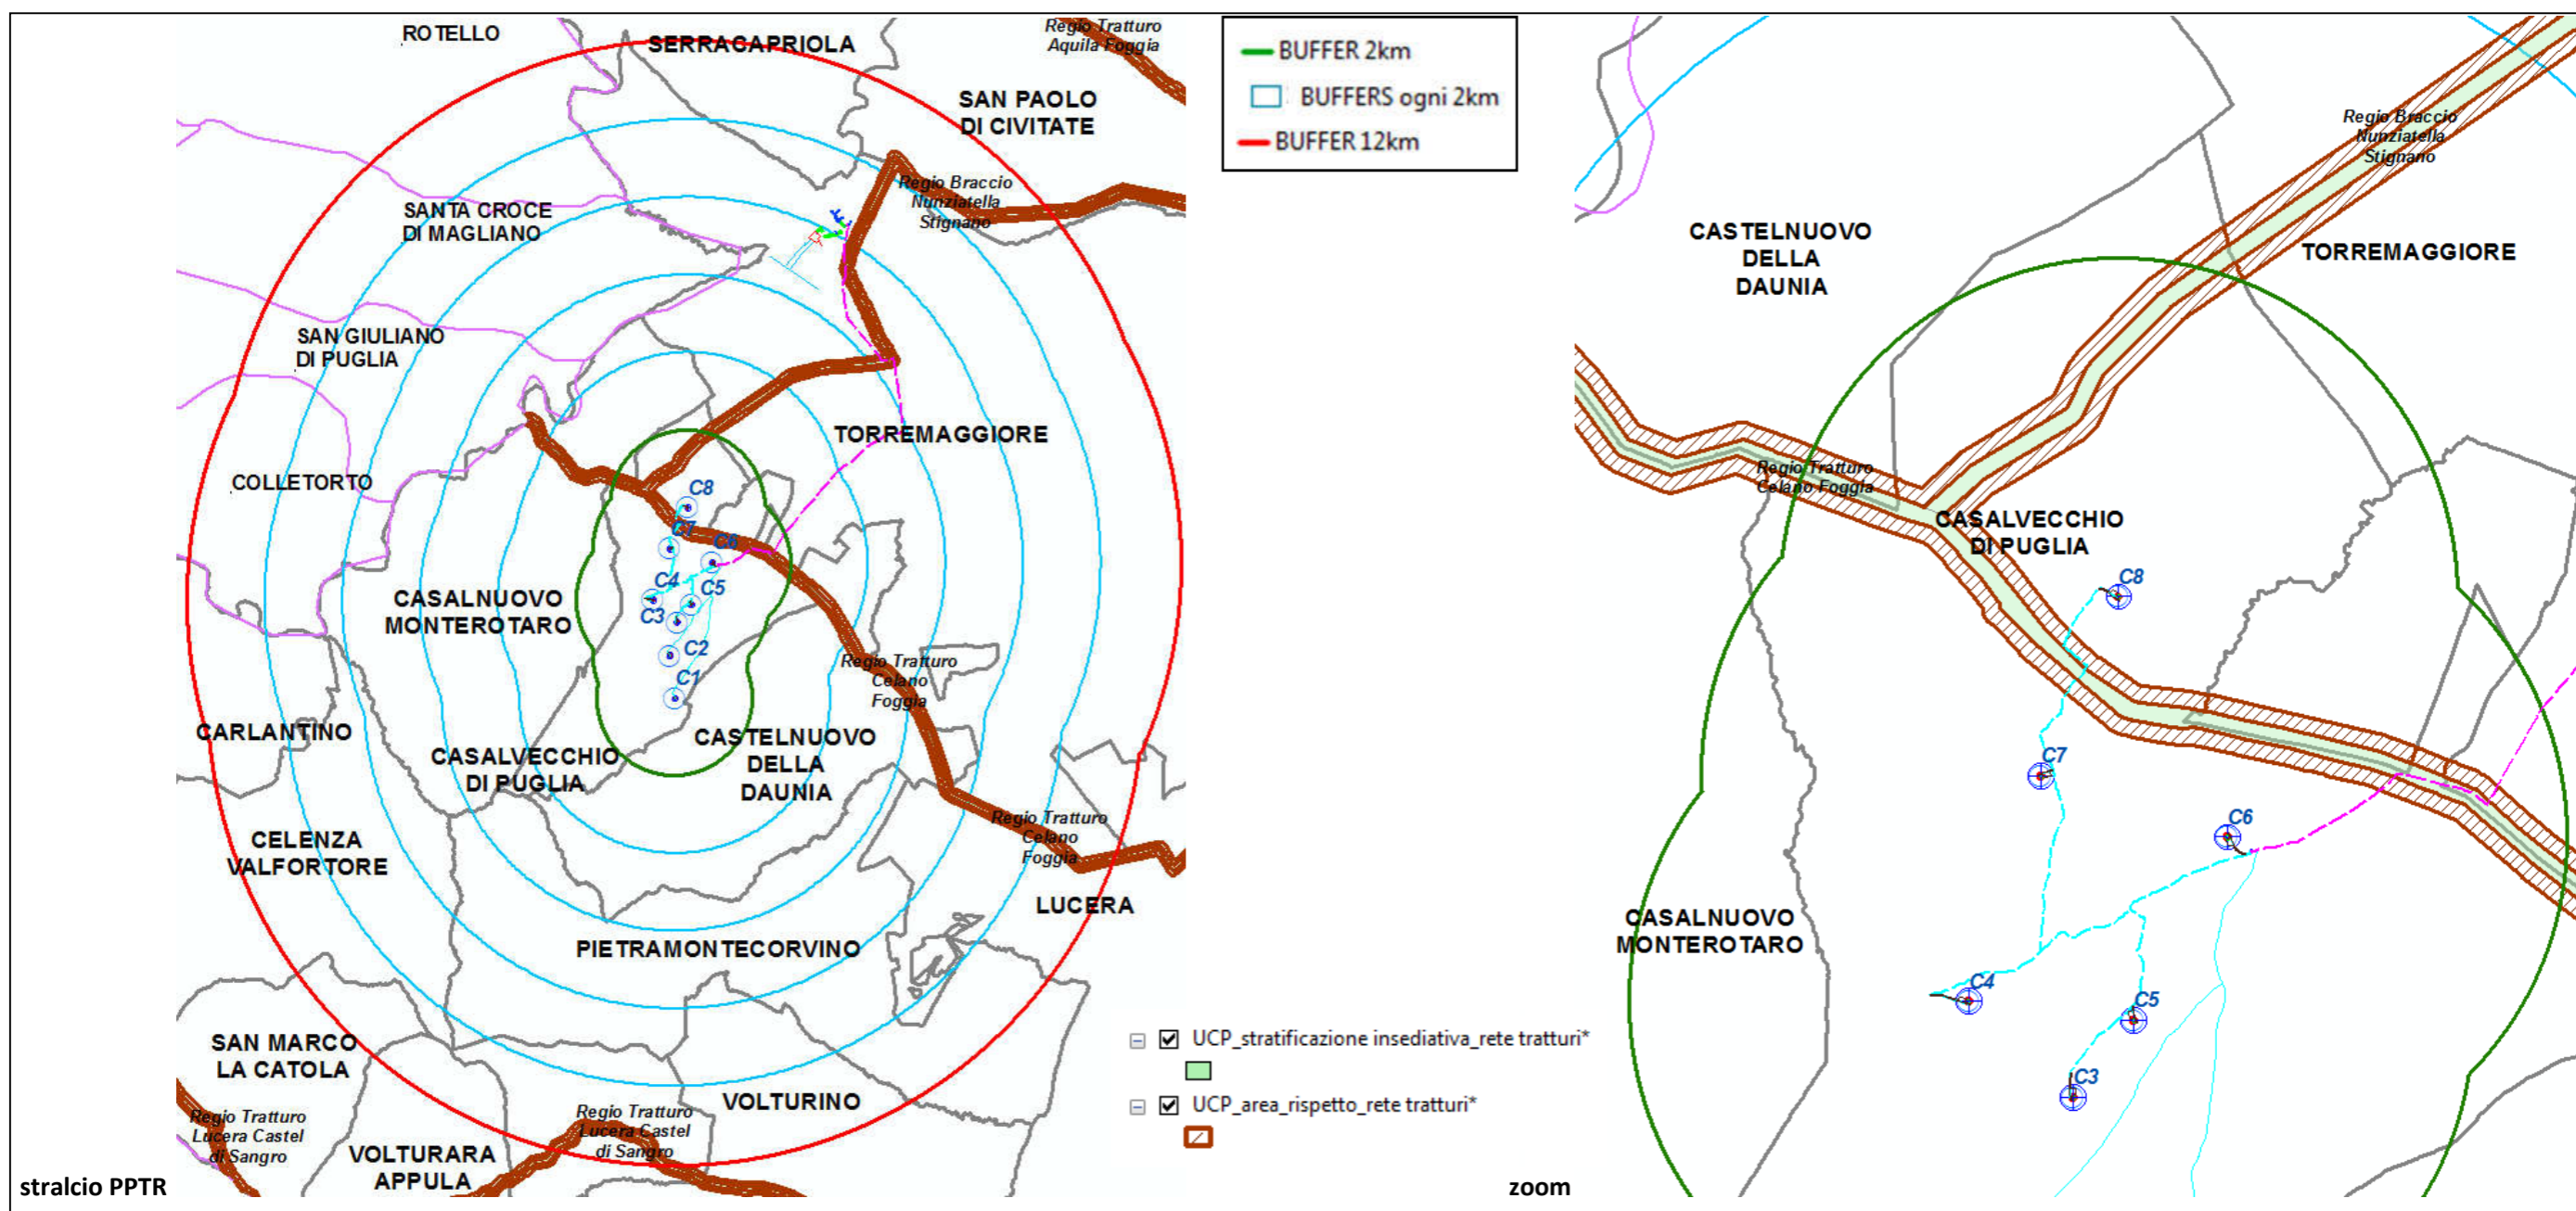 ROTELLO
SERRACAPRIOLA
Regio Tratturo
Aquila Foggia
SAN PAOLO
DI CIVITATE
Regio Braccio
Nunziatella
Stignano
SANTA CROCE
DI MAGLIANO
SAN GIULIANO
DI PUGLIA
TORREMAGGIORE
COLLETORTO
C8
C7
C6
C4
C5
C3
C2
C1
CASALNUOVO
MONTEROTARO
Regio Tratturo
Celano
Foggia
CARLANTINO
CASALVECCHIO
DI PUGLIA
CASTELNUOVO
DELLA
DAUNIA
CELENZA
VALFORTORE
Regio Tratturo
Celano
Foggia
LUCERA
PIETRAMONTECORVINO
SAN MARCO
LA CATOLA
VOLTURINO
Regio Tratturo
Lucera Castel
di Sangro
Regio Tratturo
Lucera Castel
di Sangro
VOLTURARA
APPULA
stralcio PPTR
BUFFER 2km
BUFFERS ogni 2km
BUFFER 12km
UCP_stratificazione insediativa_rete tratturi*
UCP_area_rispetto_rete tratturi*
Regio Braccio
Nunziatella
Stignano
CASTELNUOVO
DELLA
DAUNIA
TORREMAGGIORE
Regio Tratturo
Celano Foggia
CASALVECCHIO
DI PUGLIA
C8
C7
C6
CASALNUOVO
MONTEROTARO
C4
C5
C3
zoom